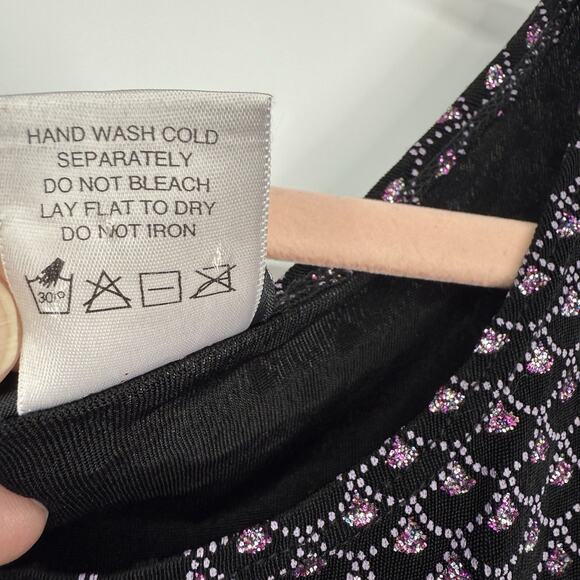 HAND WASH COLD
SEPARATELY
DO NOT BLEACH
LAY FLAT TO DRY
DO NOT IRON
30°